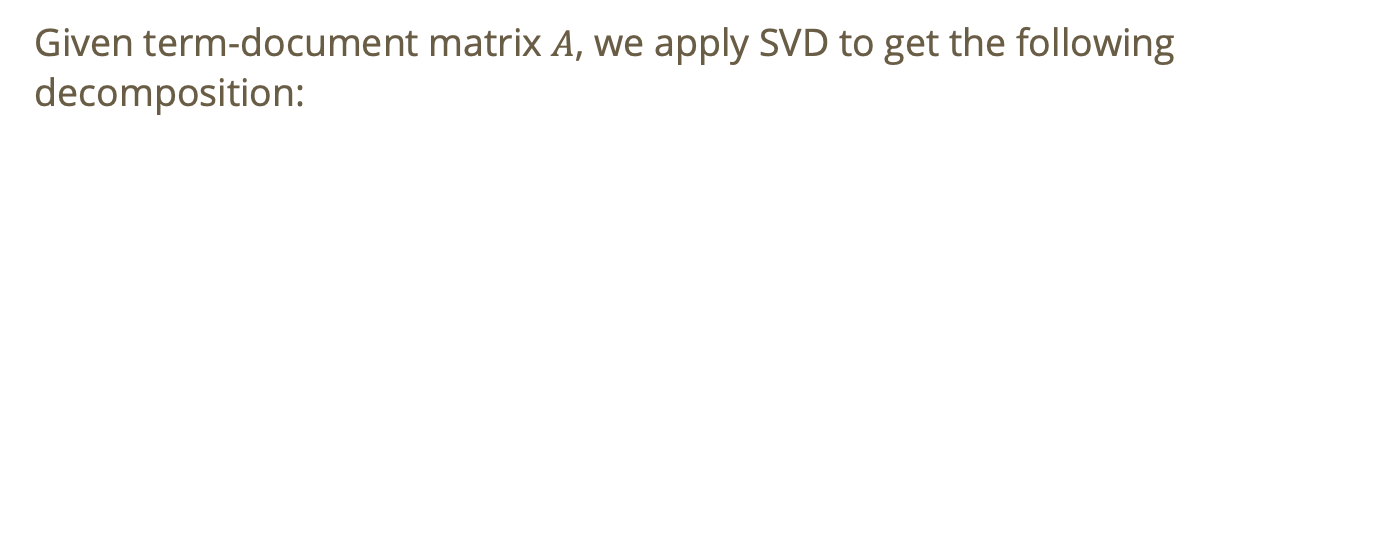 Given term-document matrix A, we apply SVD to get the following
decomposition: